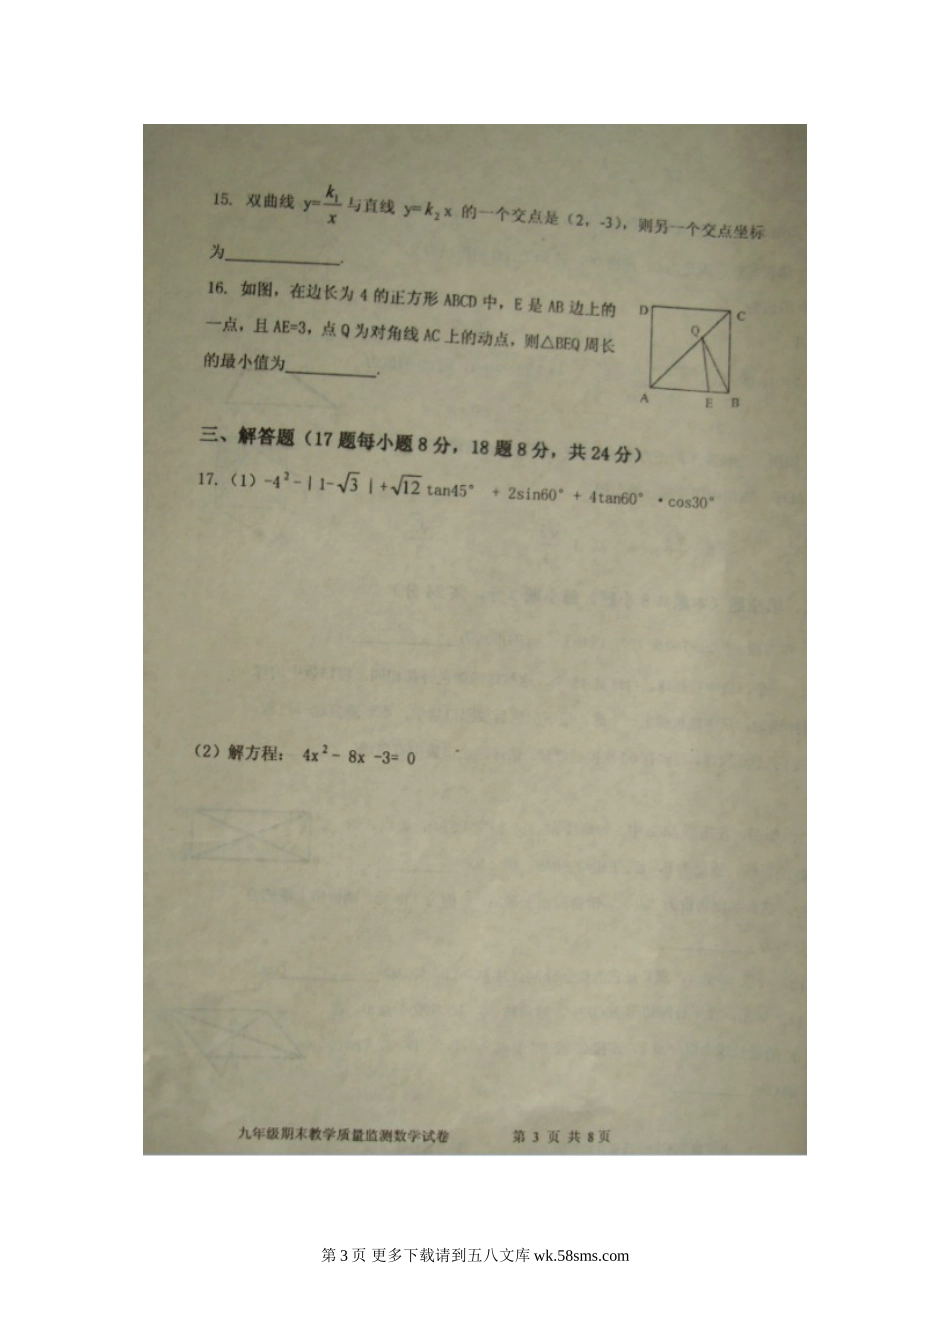 15. 双曲线 y=k₁/x 与直线 y=k₂x 的一个交点是（2，-3），则另一个交点坐标
为____________.
16. 如图，在边长为 4 的正方形 ABCD 中，E 是 AB 边上的
一点，且 AE=3，点 Q 为对角线 AC 上的动点，则△BEQ 周长
的最小值为__________.
D C Q A E B
三、解答题（17 题每小题 8 分，18 题 8 分，共 24 分）
17.（1）-4²-|1-√3|+√12 tan45° + 2sin60° + 4tan60° •cos30°
（2）解方程： 4x²- 8x -3= 0
九年级期末教学质量监测数学试卷 第 3 页 共 8 页
第 3 页 更多下载请到五八文库 wk.58sms.com